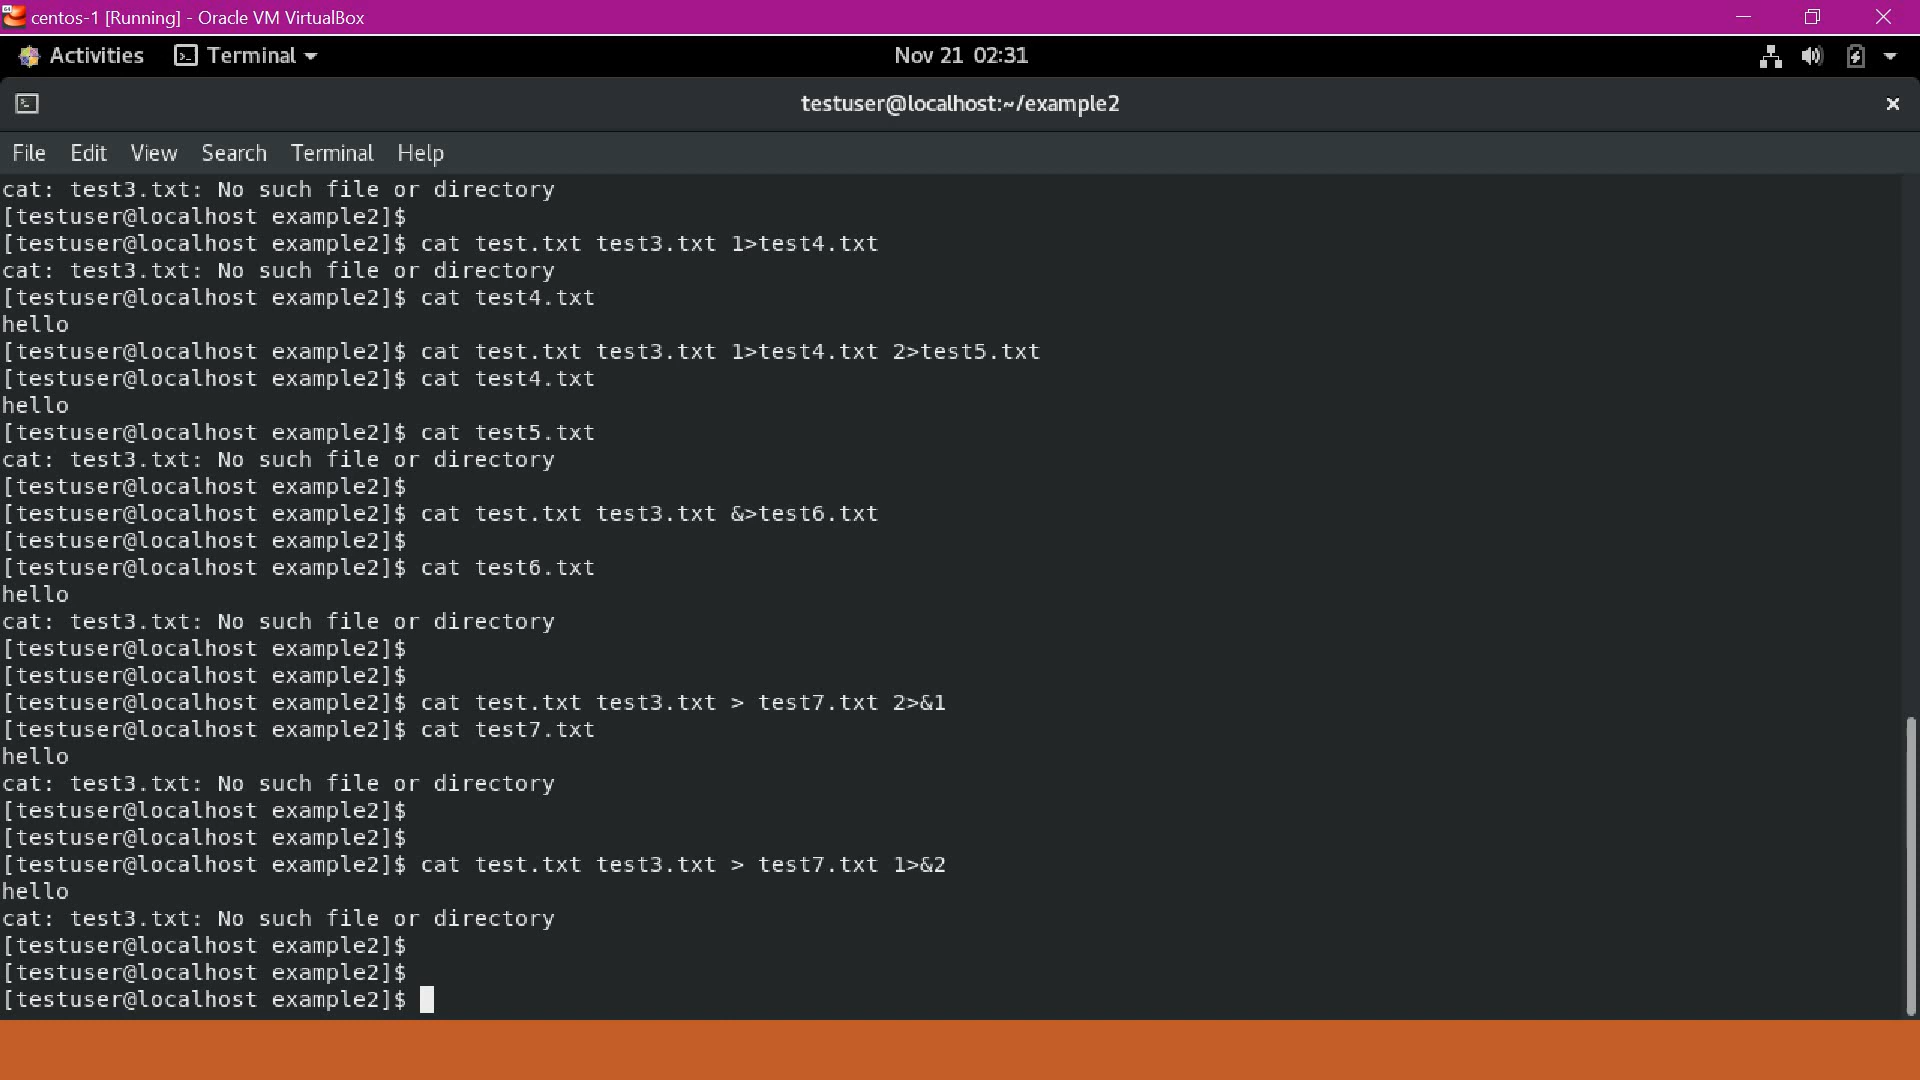 centos-1 [Running] - Oracle VM VirtualBox
Activities Terminal Nov 21 02:31
testuser@localhost:~/example2
File Edit View Search Terminal Help
cat: test3.txt: No such file or directory
[testuser@localhost example2]$
[testuser@localhost example2]$ cat test.txt test3.txt 1>test4.txt
cat: test3.txt: No such file or directory
[testuser@localhost example2]$ cat test4.txt
hello
[testuser@localhost example2]$ cat test.txt test3.txt 1>test4.txt 2>test5.txt
[testuser@localhost example2]$ cat test4.txt
hello
[testuser@localhost example2]$ cat test5.txt
cat: test3.txt: No such file or directory
[testuser@localhost example2]$
[testuser@localhost example2]$ cat test.txt test3.txt &>test6.txt
[testuser@localhost example2]$
[testuser@localhost example2]$ cat test6.txt
hello
cat: test3.txt: No such file or directory
[testuser@localhost example2]$
[testuser@localhost example2]$
[testuser@localhost example2]$ cat test.txt test3.txt > test7.txt 2>&1
[testuser@localhost example2]$ cat test7.txt
hello
cat: test3.txt: No such file or directory
[testuser@localhost example2]$
[testuser@localhost example2]$
[testuser@localhost example2]$ cat test.txt test3.txt > test7.txt 1>&2
hello
cat: test3.txt: No such file or directory
[testuser@localhost example2]$
[testuser@localhost example2]$
[testuser@localhost example2]$